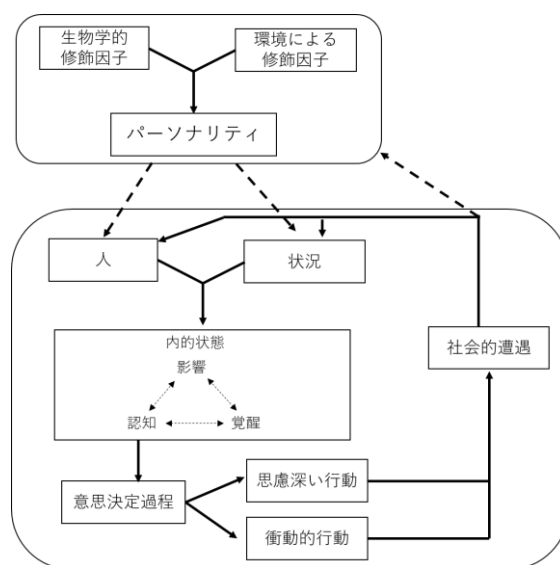 生物学的
修飾因子
環境による
修飾因子
パーソナリティ
人
状況
内的状態
影響
認知
覚醒
社会的遭遇
意思決定過程
思慮深い行動
衝動的行動